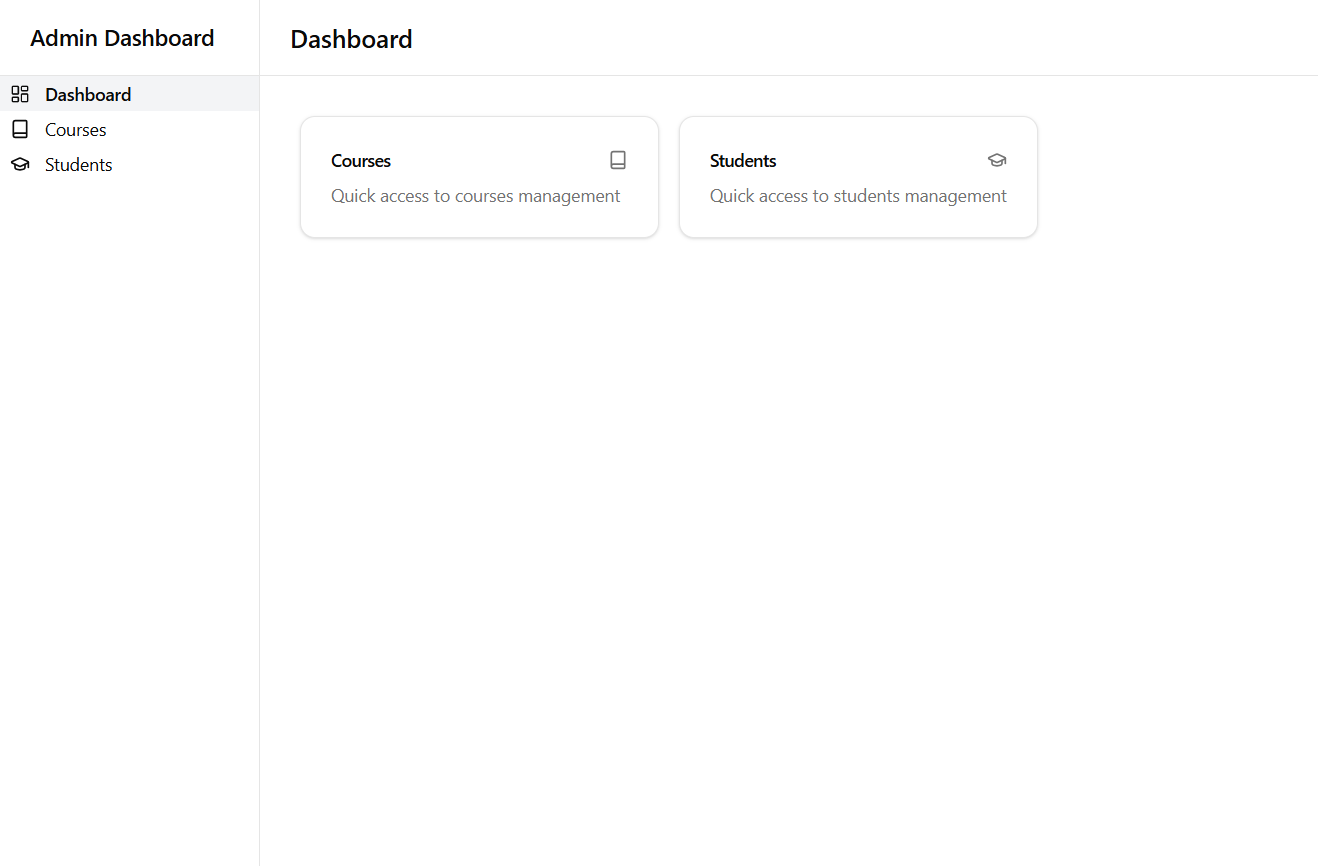 Admin Dashboard
Dashboard
Dashboard
Courses
Students
Courses
Quick access to courses management
Students
Quick access to students management